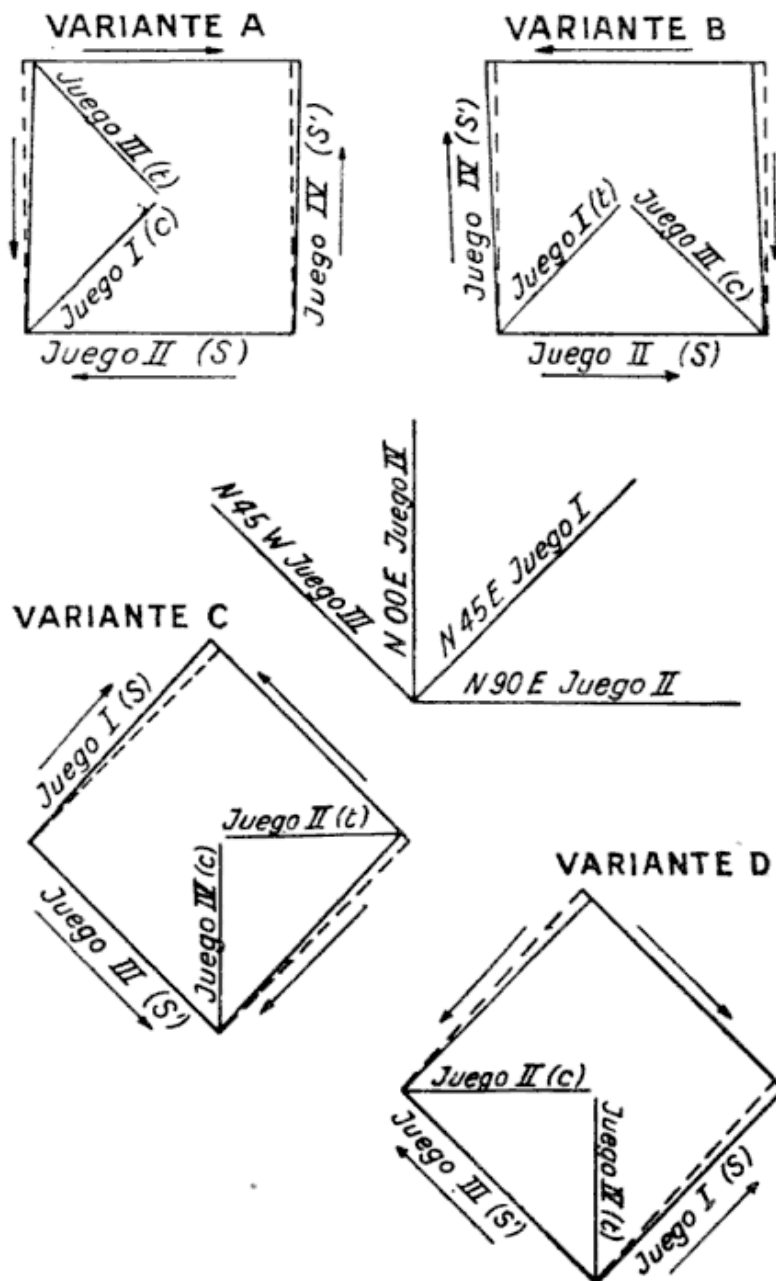 VARIANTE A
Juego III (t)
Juego I (c)
Juego IV (S')
Juego II (S)
VARIANTE B
Juego IV (S')
Juego I (t)
Juego III (c)
Juego II (S)
N 45 W Juego III
N 00 E Juego IV
N 45 E Juego I
N 90 E Juego II
VARIANTE C
Juego I (S)
Juego II (t)
Juego IV (c)
Juego III (S')
VARIANTE D
Juego II (c)
Juego IV (t)
Juego III (S')
Juego I (S)